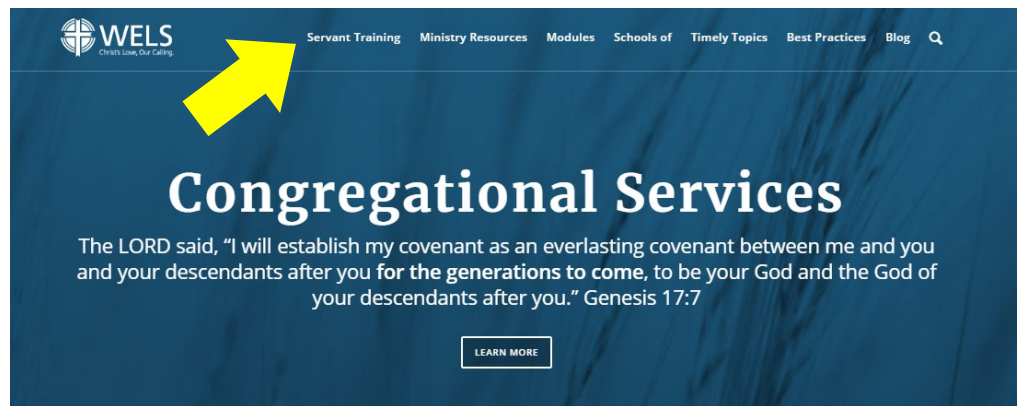 WELS
Christ's Love, Our Calling.
Servant Training Ministry Resources Modules Schools of Timely Topics Best Practices Blog
Congregational Services
The LORD said, “I will establish my covenant as an everlasting covenant between me and you
and your descendants after you for the generations to come, to be your God and the God of
your descendants after you.” Genesis 17:7
LEARN MORE